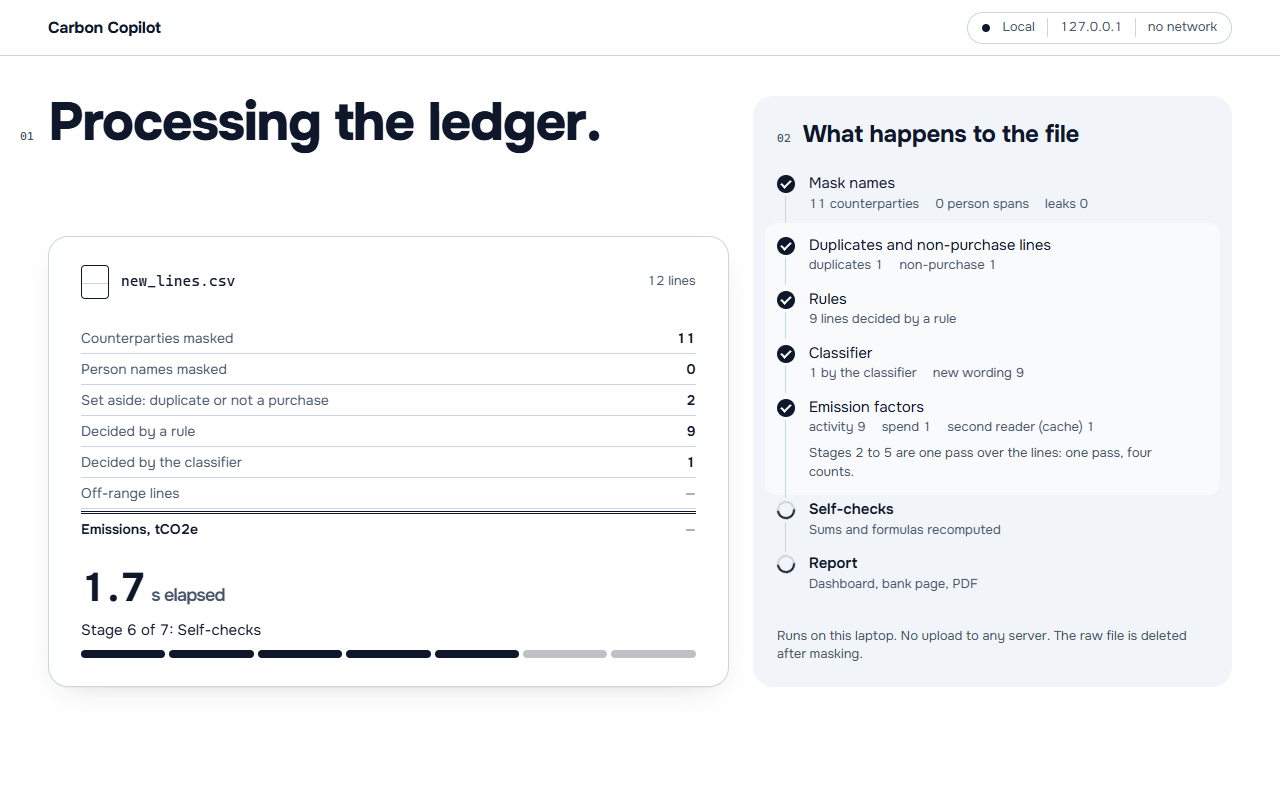 Carbon Copilot
Local 127.0.0.1 no network
01 Processing the ledger.
new_lines.csv 12 lines
Counterparties masked 11
Person names masked 0
Set aside: duplicate or not a purchase 2
Decided by a rule 9
Decided by the classifier 1
Off-range lines –
Emissions, tCO2e –
1.7 s elapsed
Stage 6 of 7: Self-checks
02 What happens to the file
Mask names
11 counterparties 0 person spans leaks 0
Duplicates and non-purchase lines
duplicates 1 non-purchase 1
Rules
9 lines decided by a rule
Classifier
1 by the classifier new wording 9
Emission factors
activity 9 spend 1 second reader (cache) 1
Stages 2 to 5 are one pass over the lines: one pass, four
counts.
Self-checks
Sums and formulas recomputed
Report
Dashboard, bank page, PDF
Runs on this laptop. No upload to any server. The raw file is deleted
after masking.